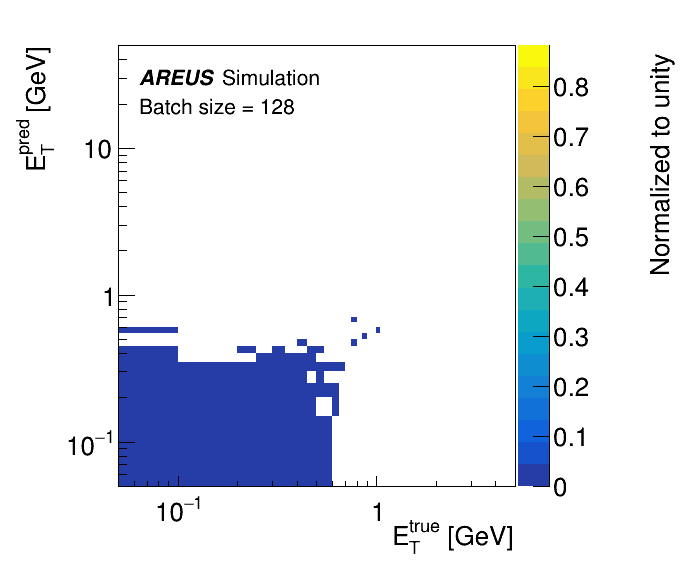 AREUS Simulation
Batch size = 128
E_T^pred [GeV]
10
1
10^−1
10^−1
1
E_T^true [GeV]
0.8
0.7
0.6
0.5
0.4
0.3
0.2
0.1
0
Normalized to unity